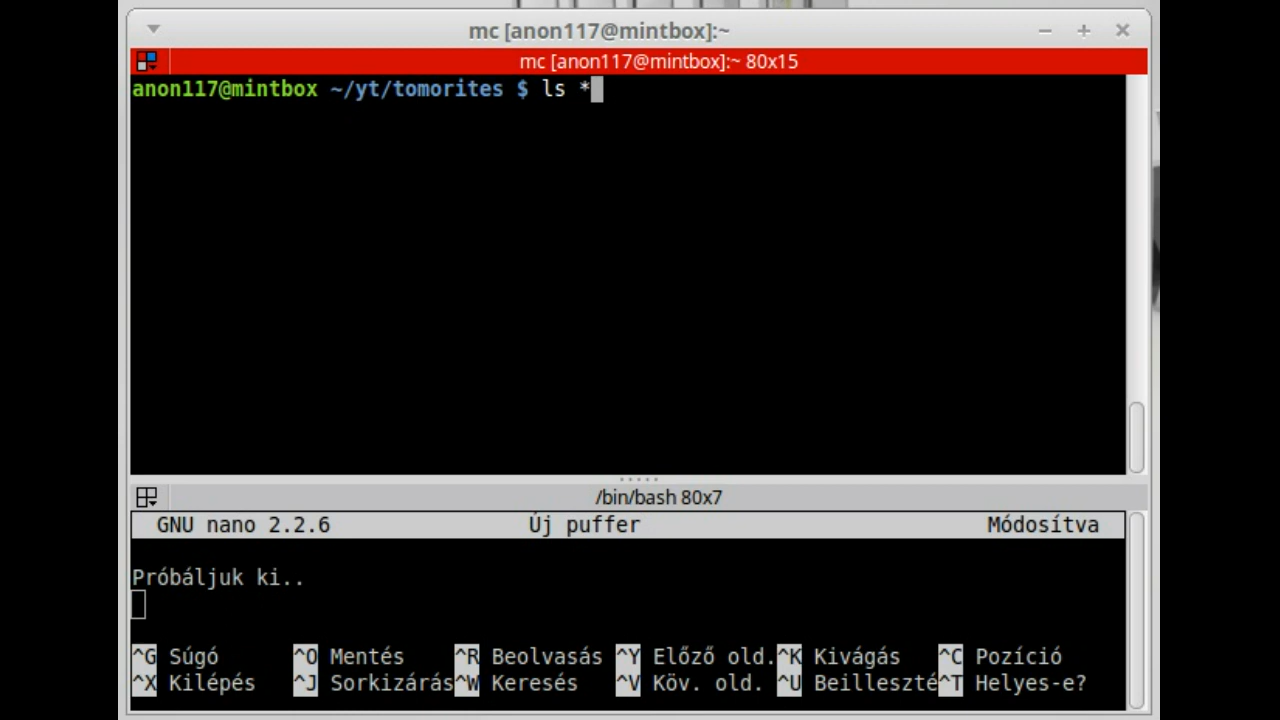 mc [anon117@mintbox]:~
mc [anon117@mintbox]:~ 80x15
anon117@mintbox ~/yt/tomorites $ ls *
/bin/bash 80x7
GNU nano 2.2.6 Új puffer Módosítva
Próbáljuk ki..
^G Súgó ^O Mentés ^R Beolvasás ^Y Előző old. ^K Kivágás ^C Pozíció
^X Kilépés ^J Sorkizárás ^W Keresés ^V Köv. old. ^U Beilleszté ^T Helyes-e?